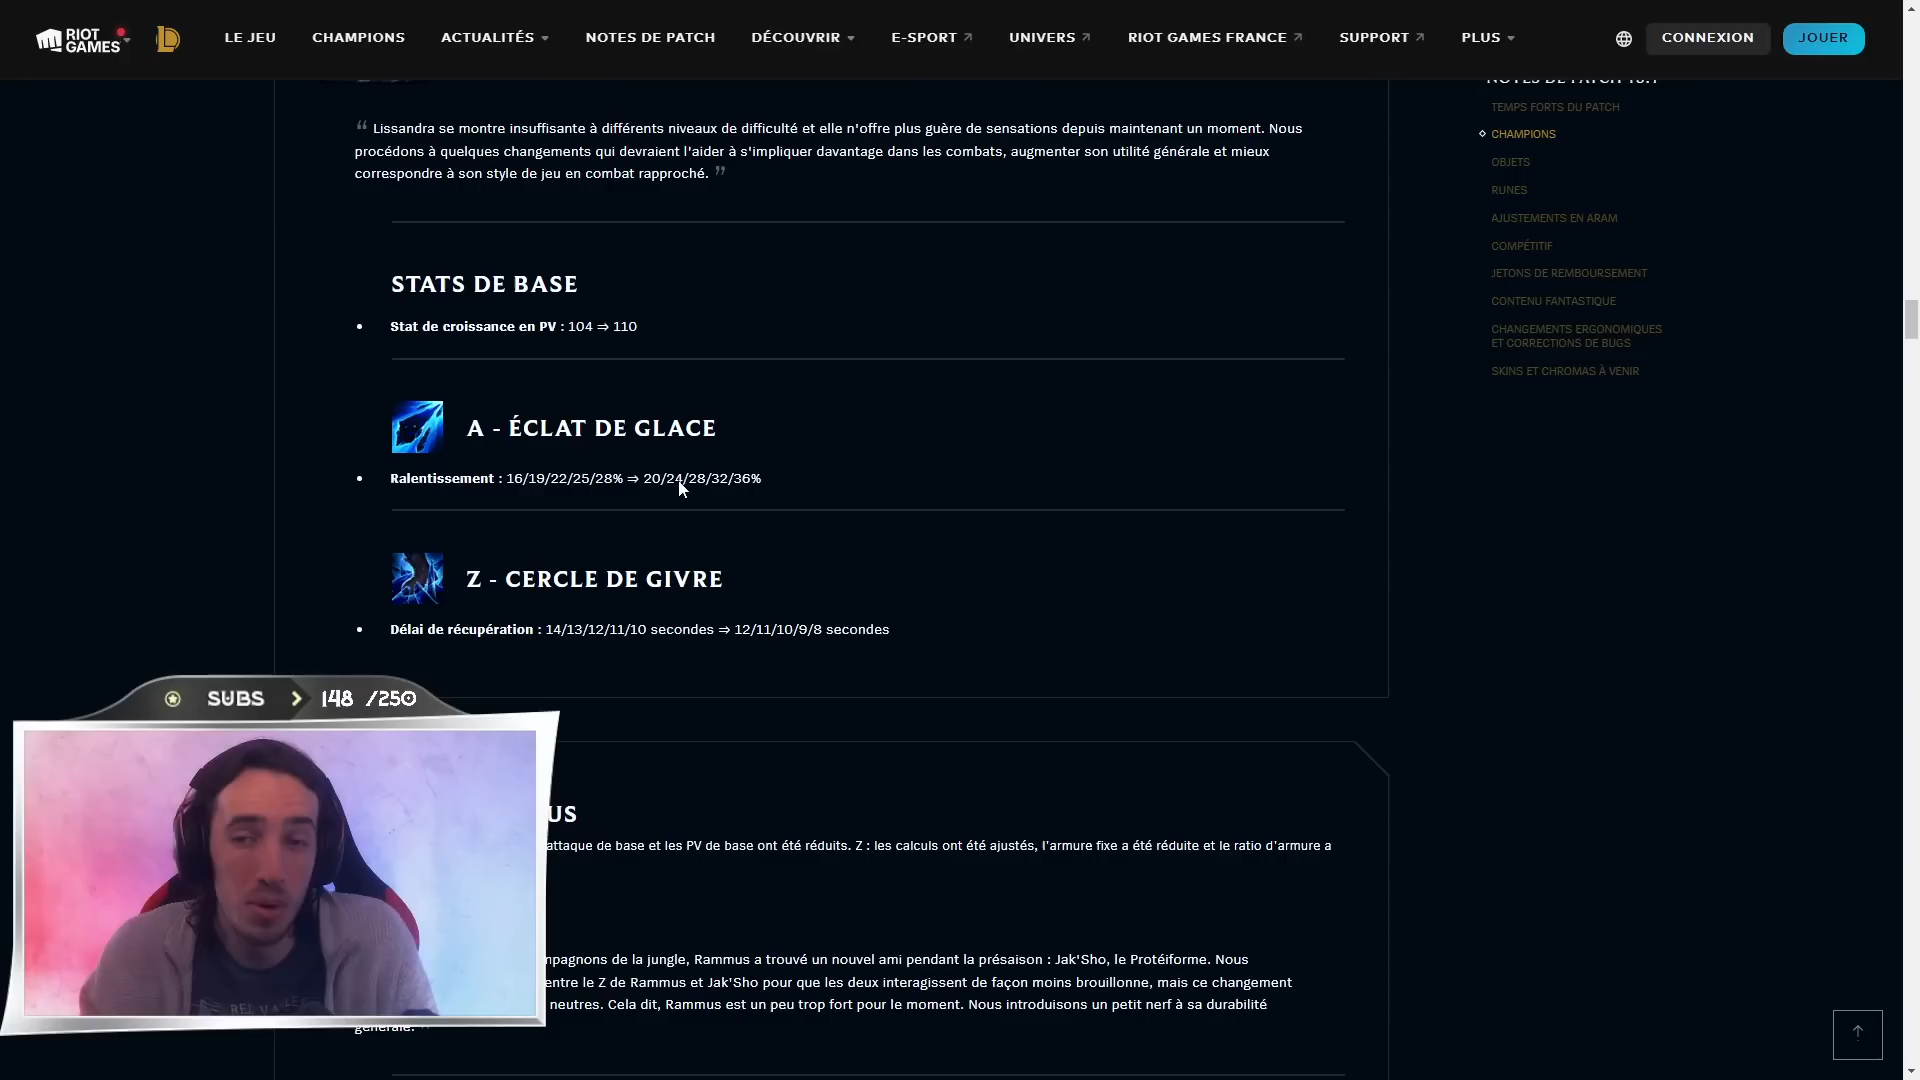 RIOT GAMES
LE JEU
CHAMPIONS
ACTUALITÉS
NOTES DE PATCH
DÉCOUVRIR
E-SPORT
UNIVERS
RIOT GAMES FRANCE
SUPPORT
PLUS
CONNEXION
JOUER
“ Lissandra se montre insuffisante à différents niveaux de difficulté et elle n'offre plus guère de sensations depuis maintenant un moment. Nous
procédons à quelques changements qui devraient l'aider à s'impliquer davantage dans les combats, augmenter son utilité générale et mieux
correspondre à son style de jeu en combat rapproché. ”
STATS DE BASE
• Stat de croissance en PV : 104 ⇒ 110
A - ÉCLAT DE GLACE
• Ralentissement : 16/19/22/25/28% ⇒ 20/24/28/32/36%
Z - CERCLE DE GIVRE
• Délai de récupération : 14/13/12/11/10 secondes ⇒ 12/11/10/9/8 secondes
SUBS > 148 /250
US
attaque de base et les PV de base ont été réduits. Z : les calculs ont été ajustés, l'armure fixe a été réduite et le ratio d'armure a
mpagnons de la jungle, Rammus a trouvé un nouvel ami pendant la présaison : Jak'Sho, le Protéiforme. Nous
entre le Z de Rammus et Jak'Sho pour que les deux interagissent de façon moins brouillonne, mais ce changement
neutres. Cela dit, Rammus est un peu trop fort pour le moment. Nous introduisons un petit nerf à sa durabilité
générale. ”
NOTES DE PATCH 13.1
TEMPS FORTS DU PATCH
CHAMPIONS
OBJETS
RUNES
AJUSTEMENTS EN ARAM
COMPÉTITIF
JETONS DE REMBOURSEMENT
CONTENU FANTASTIQUE
CHANGEMENTS ERGONOMIQUES
ET CORRECTIONS DE BUGS
SKINS ET CHROMAS À VENIR